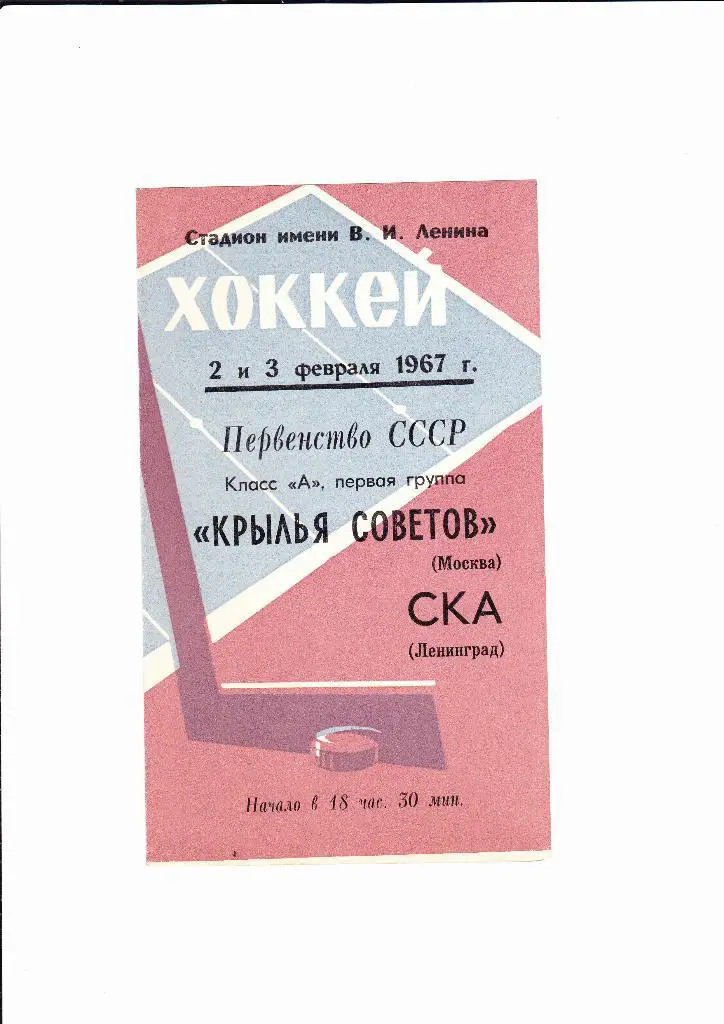 Стадион имени В. И. Ленина
хоккей
2 и 3 февраля 1967 г.
Первенство СССР
Класс «А», первая группа
«КРЫЛЬЯ СОВЕТОВ»
(Москва)
СКА
(Ленинград)
Начало в 18 час. 30 мин.